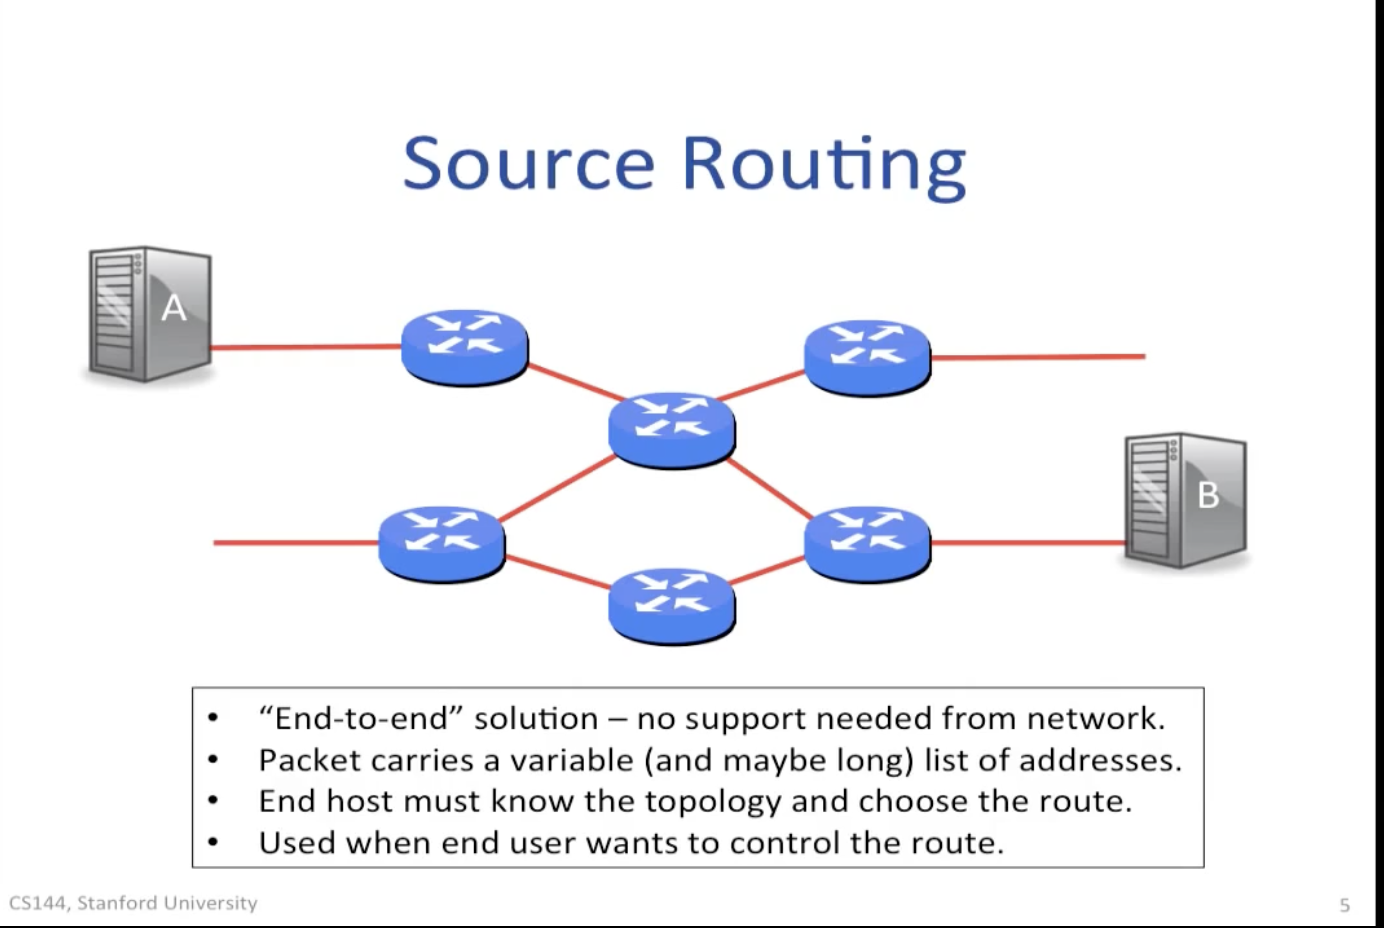 Source Routing
A
B
• “End-to-end” solution – no support needed from network.
• Packet carries a variable (and maybe long) list of addresses.
• End host must know the topology and choose the route.
• Used when end user wants to control the route.
CS144, Stanford University
5